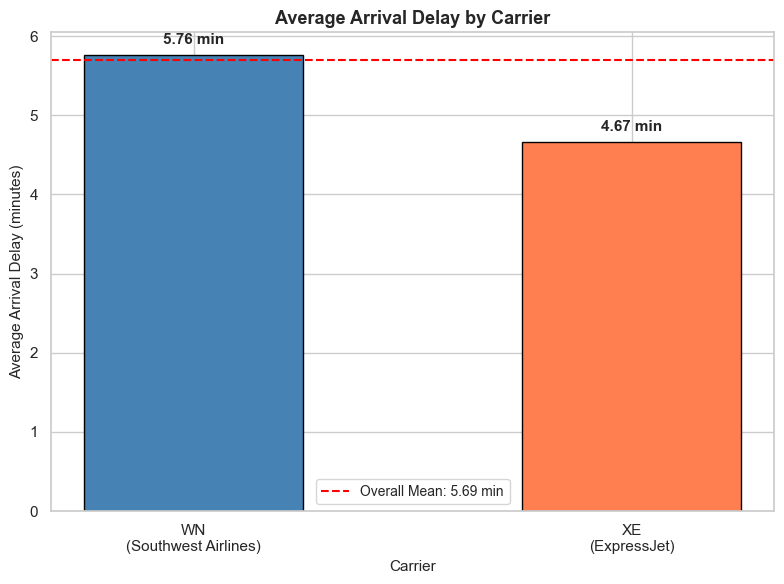 Average Arrival Delay by Carrier
Average Arrival Delay (minutes)
6
5
4
3
2
1
0
5.76 min
4.67 min
Overall Mean: 5.69 min
WN
(Southwest Airlines)
XE
(ExpressJet)
Carrier